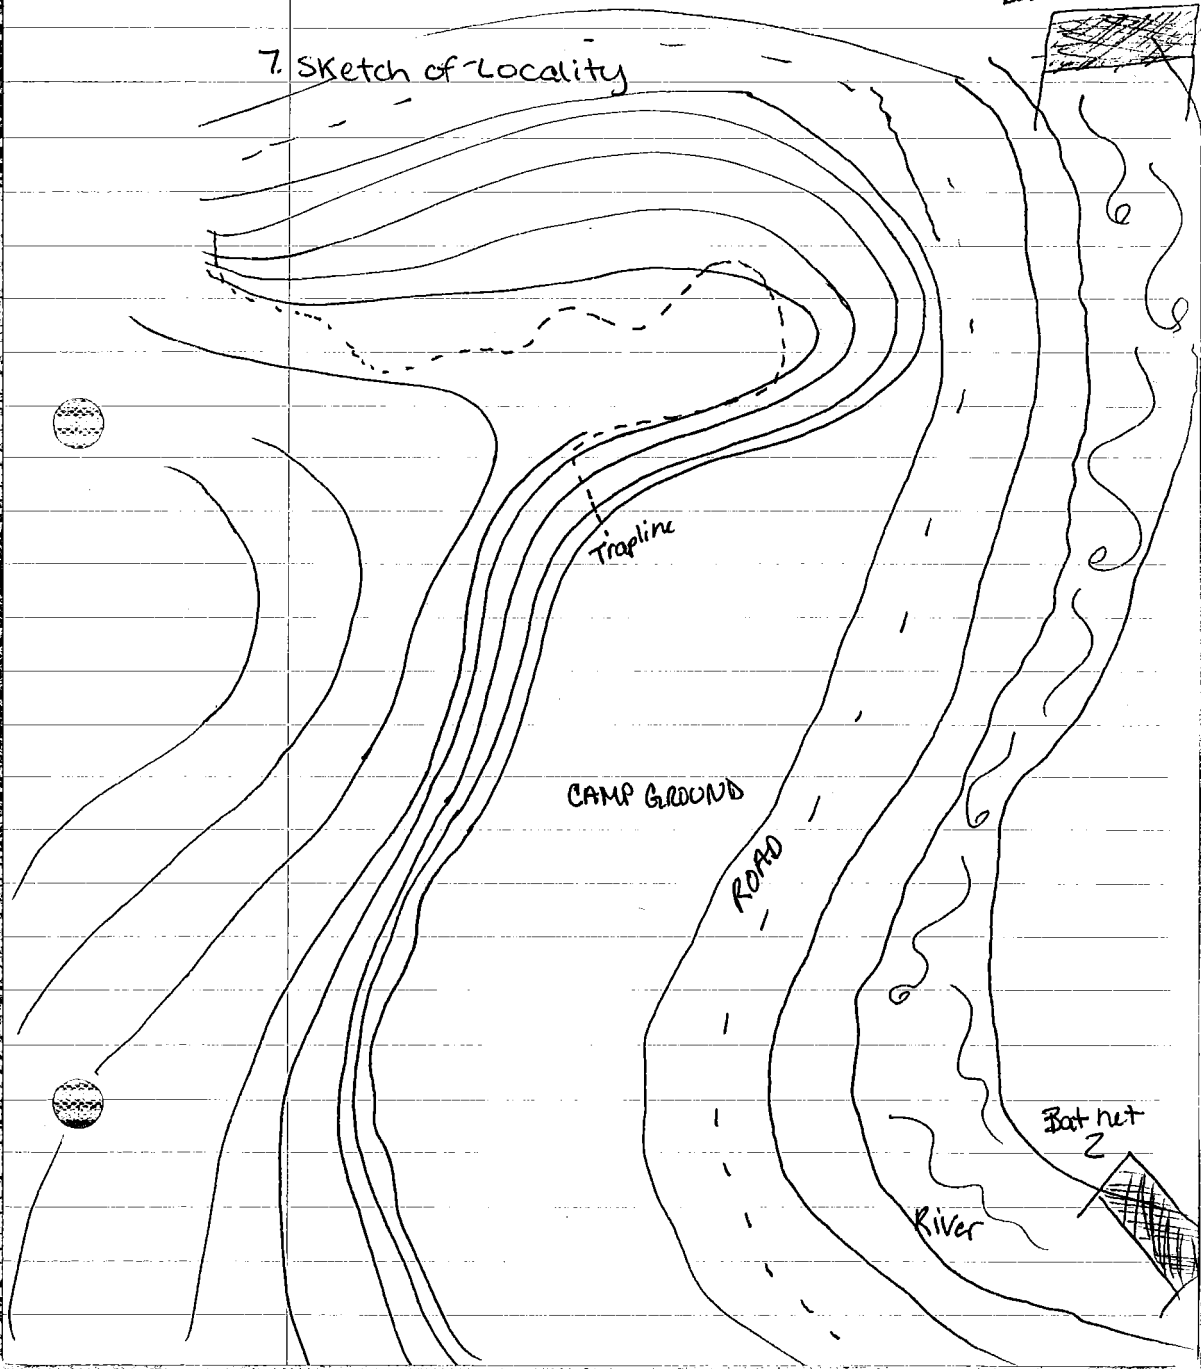 7. Sketch of Locality
Trapline
CAMP GROUND
ROAD
Bat net
2
River